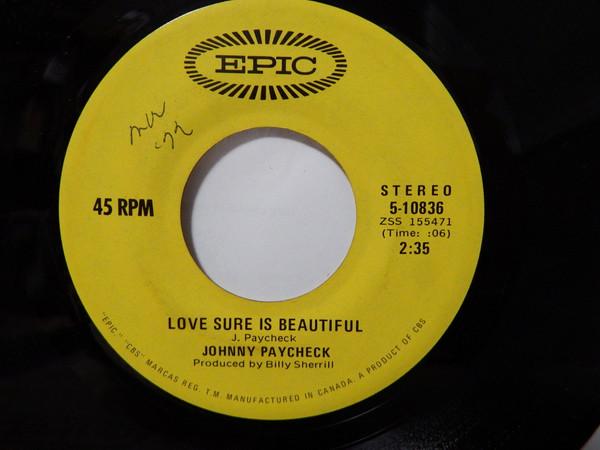 EPIC
'72
45 RPM
STEREO
5-10836
ZSS 155471
(Time: :06)
2:35
LOVE SURE IS BEAUTIFUL
J. Paycheck
JOHNNY PAYCHECK
Produced by Billy Sherrill
"EPIC," "CBS" MARCAS REG. T.M. MANUFACTURED IN CANADA. A PRODUCT OF CBS